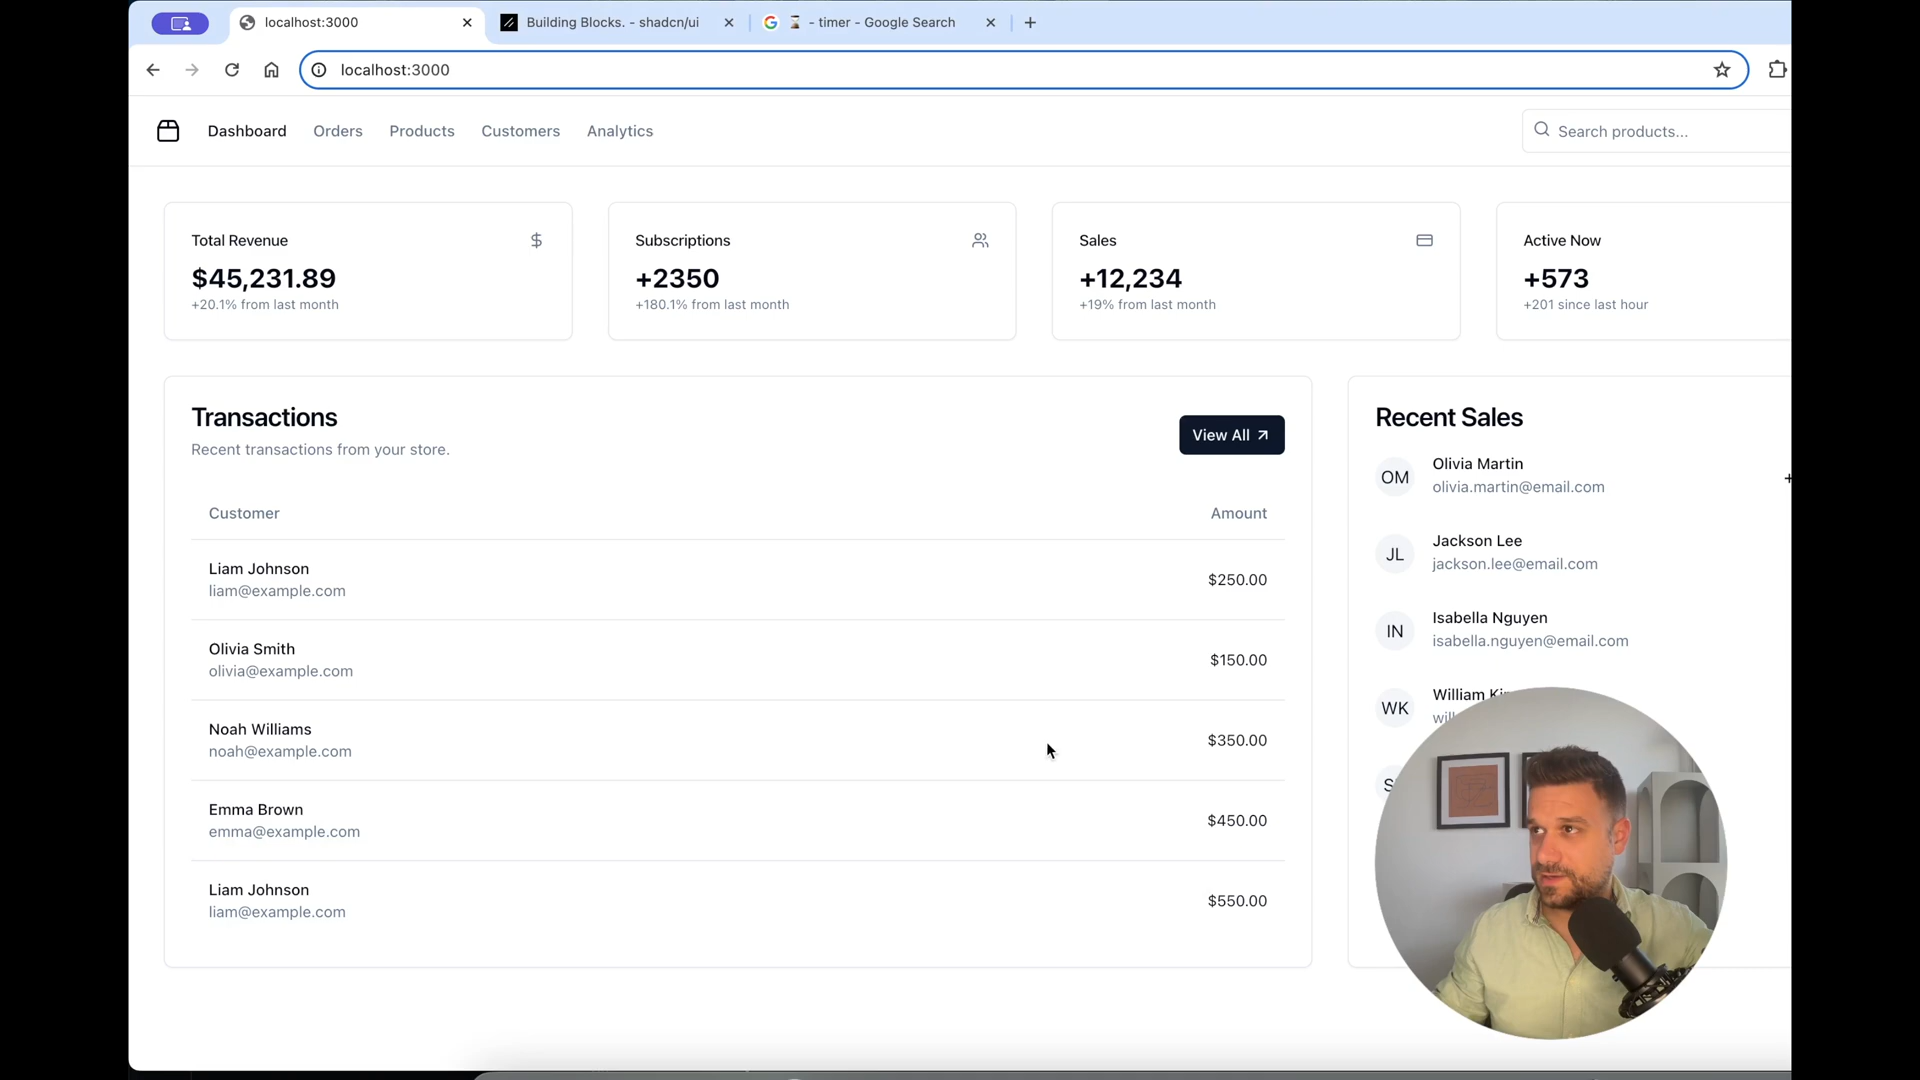 localhost:3000
Building Blocks. - shadcn/ui
- timer - Google Search
localhost:3000
Dashboard
Orders
Products
Customers
Analytics
Search products...
Total Revenue
$
$45,231.89
+20.1% from last month
Subscriptions
+2350
+180.1% from last month
Sales
+12,234
+19% from last month
Active Now
+573
+201 since last hour
Transactions
Recent transactions from your store.
View All
Customer
Amount
Liam Johnson
liam@example.com
$250.00
Olivia Smith
olivia@example.com
$150.00
Noah Williams
noah@example.com
$350.00
Emma Brown
emma@example.com
$450.00
Liam Johnson
liam@example.com
$550.00
Recent Sales
OM
Olivia Martin
olivia.martin@email.com
+
JL
Jackson Lee
jackson.lee@email.com
IN
Isabella Nguyen
isabella.nguyen@email.com
WK
William